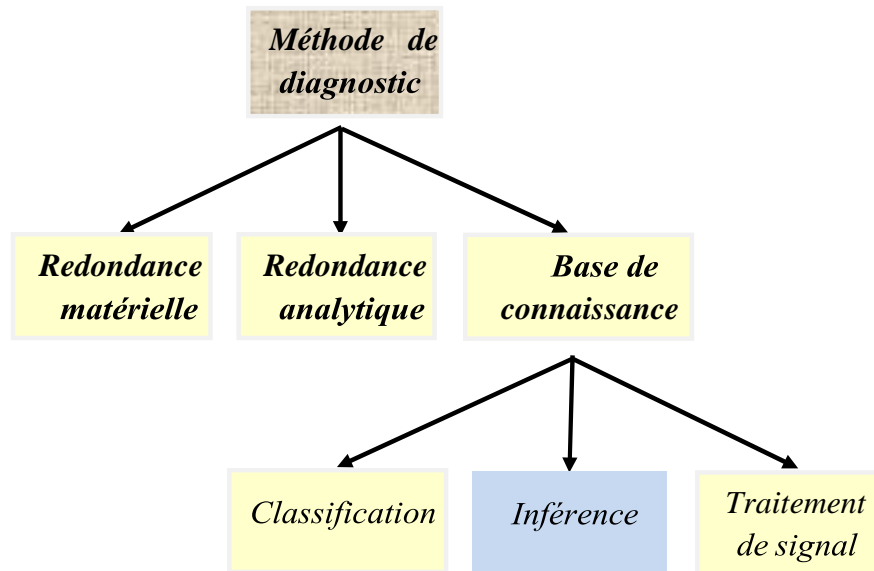 Méthode de
diagnostic
Redondance
matérielle
Redondance
analytique
Base de
connaissance
Classification
Inférence
Traitement
de signal